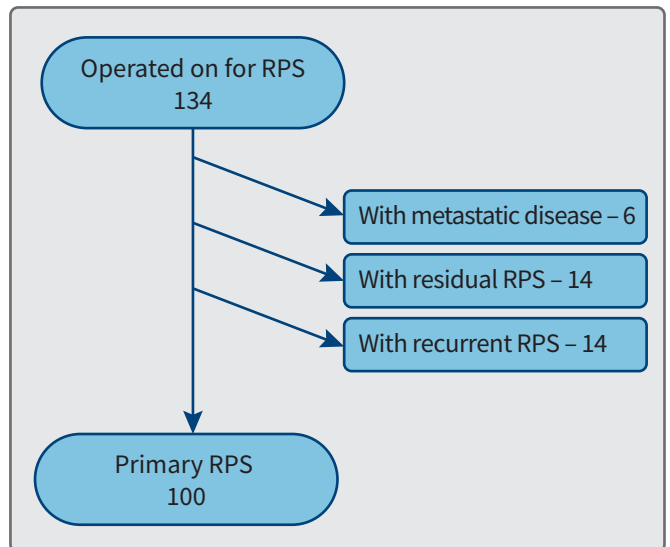 Operated on for RPS
134
With metastatic disease – 6
With residual RPS – 14
With recurrent RPS – 14
Primary RPS
100